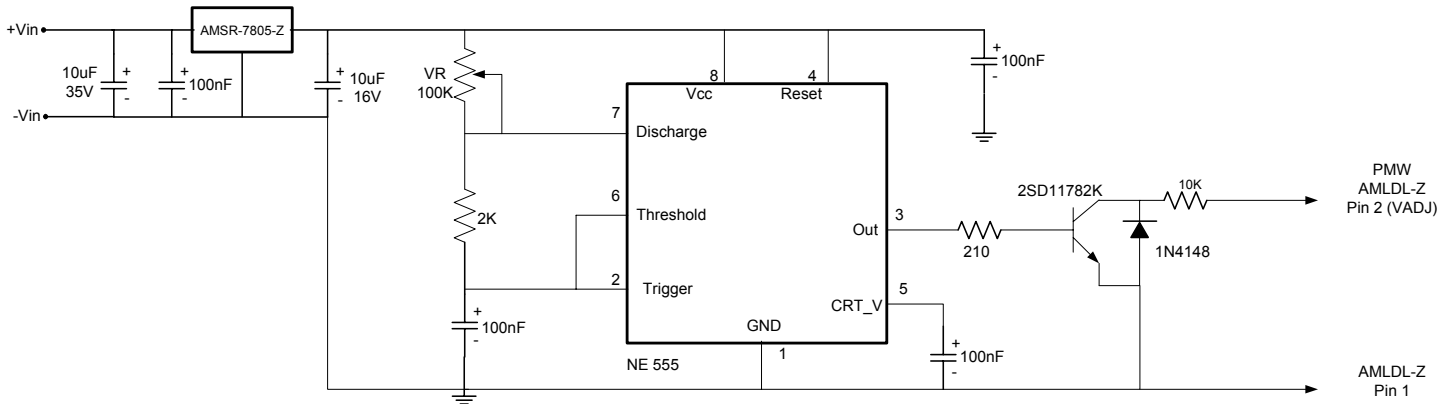 +Vin
AMSR-7805-Z
10uF
35V
+
-
+
100nF
-
+
10uF
-
16V
-Vin
VR
100K
8
4
Vcc
Reset
+
100nF
-
7
Discharge
6
Threshold
2K
2
Trigger
+
100nF
-
3
Out
5
CRT_V
GND
1
NE 555
210
+
100nF
-
2SD11782K
10K
1N4148
PMW
AMLDL-Z
Pin 2 (VADJ)
AMLDL-Z
Pin 1